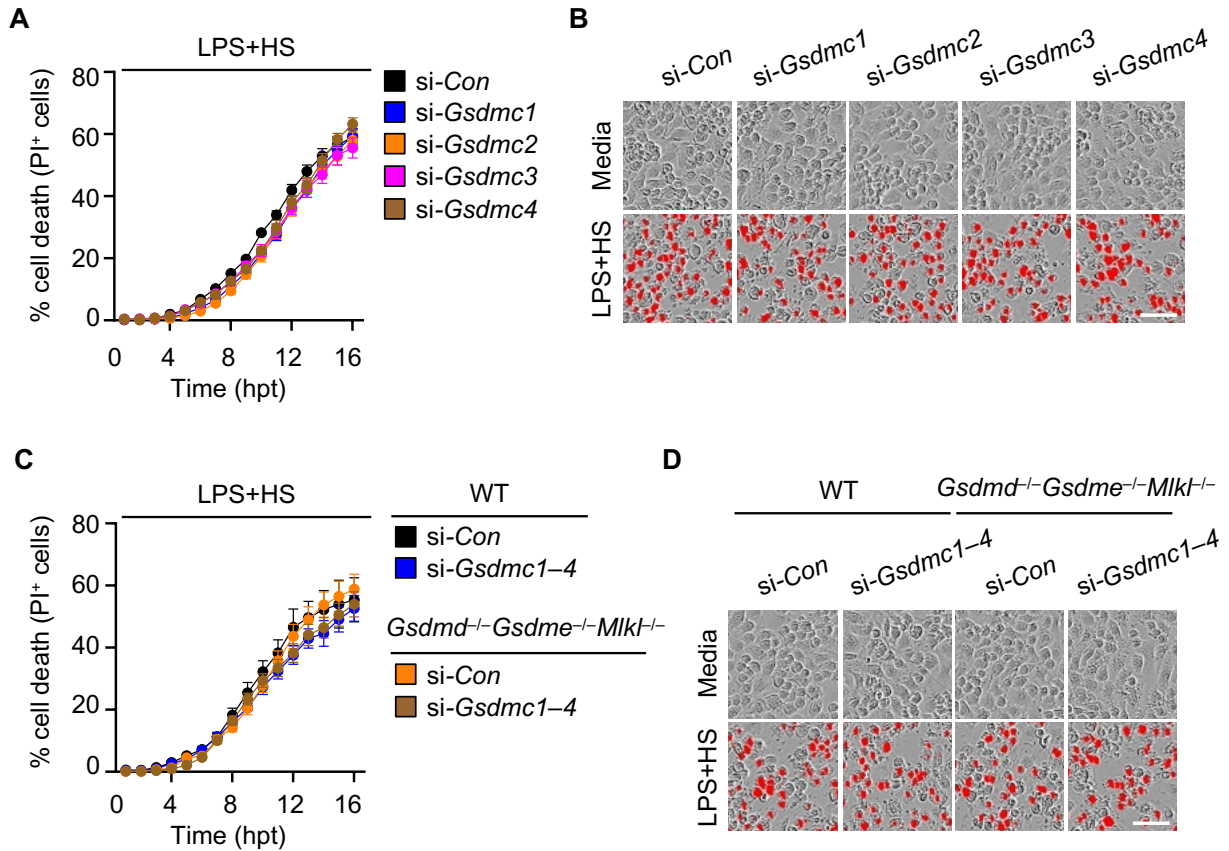 A
LPS+HS
% cell death (PI⁺ cells)
80
60
40
20
0
0 4 8 12 16
Time (hpt)
si-Con
si-Gsdmc1
si-Gsdmc2
si-Gsdmc3
si-Gsdmc4
B
si-Con si-Gsdmc1 si-Gsdmc2 si-Gsdmc3 si-Gsdmc4
Media
LPS+HS
C
LPS+HS
% cell death (PI⁺ cells)
80
60
40
20
0
0 4 8 12 16
Time (hpt)
WT
si-Con
si-Gsdmc1–4
Gsdmd⁻/⁻Gsdme⁻/⁻Mlkl⁻/⁻
si-Con
si-Gsdmc1–4
D
WT Gsdmd⁻/⁻Gsdme⁻/⁻Mlkl⁻/⁻
si-Con si-Gsdmc1–4 si-Con si-Gsdmc1–4
Media
LPS+HS